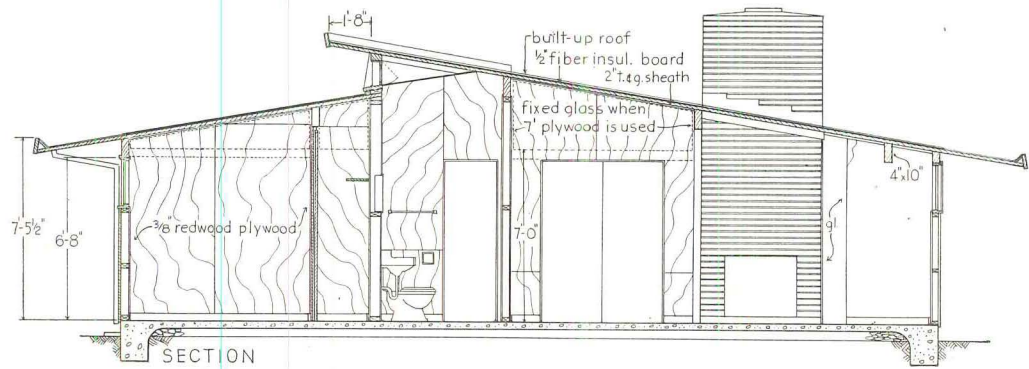 1'-8"
built-up roof
½" fiber insul. board
2" t.&g. sheath
fixed glass when
7' plywood is used
4"x10"
7'-5½"
6'-8"
3/8" redwood plywood
7'-0"
gl.
SECTION